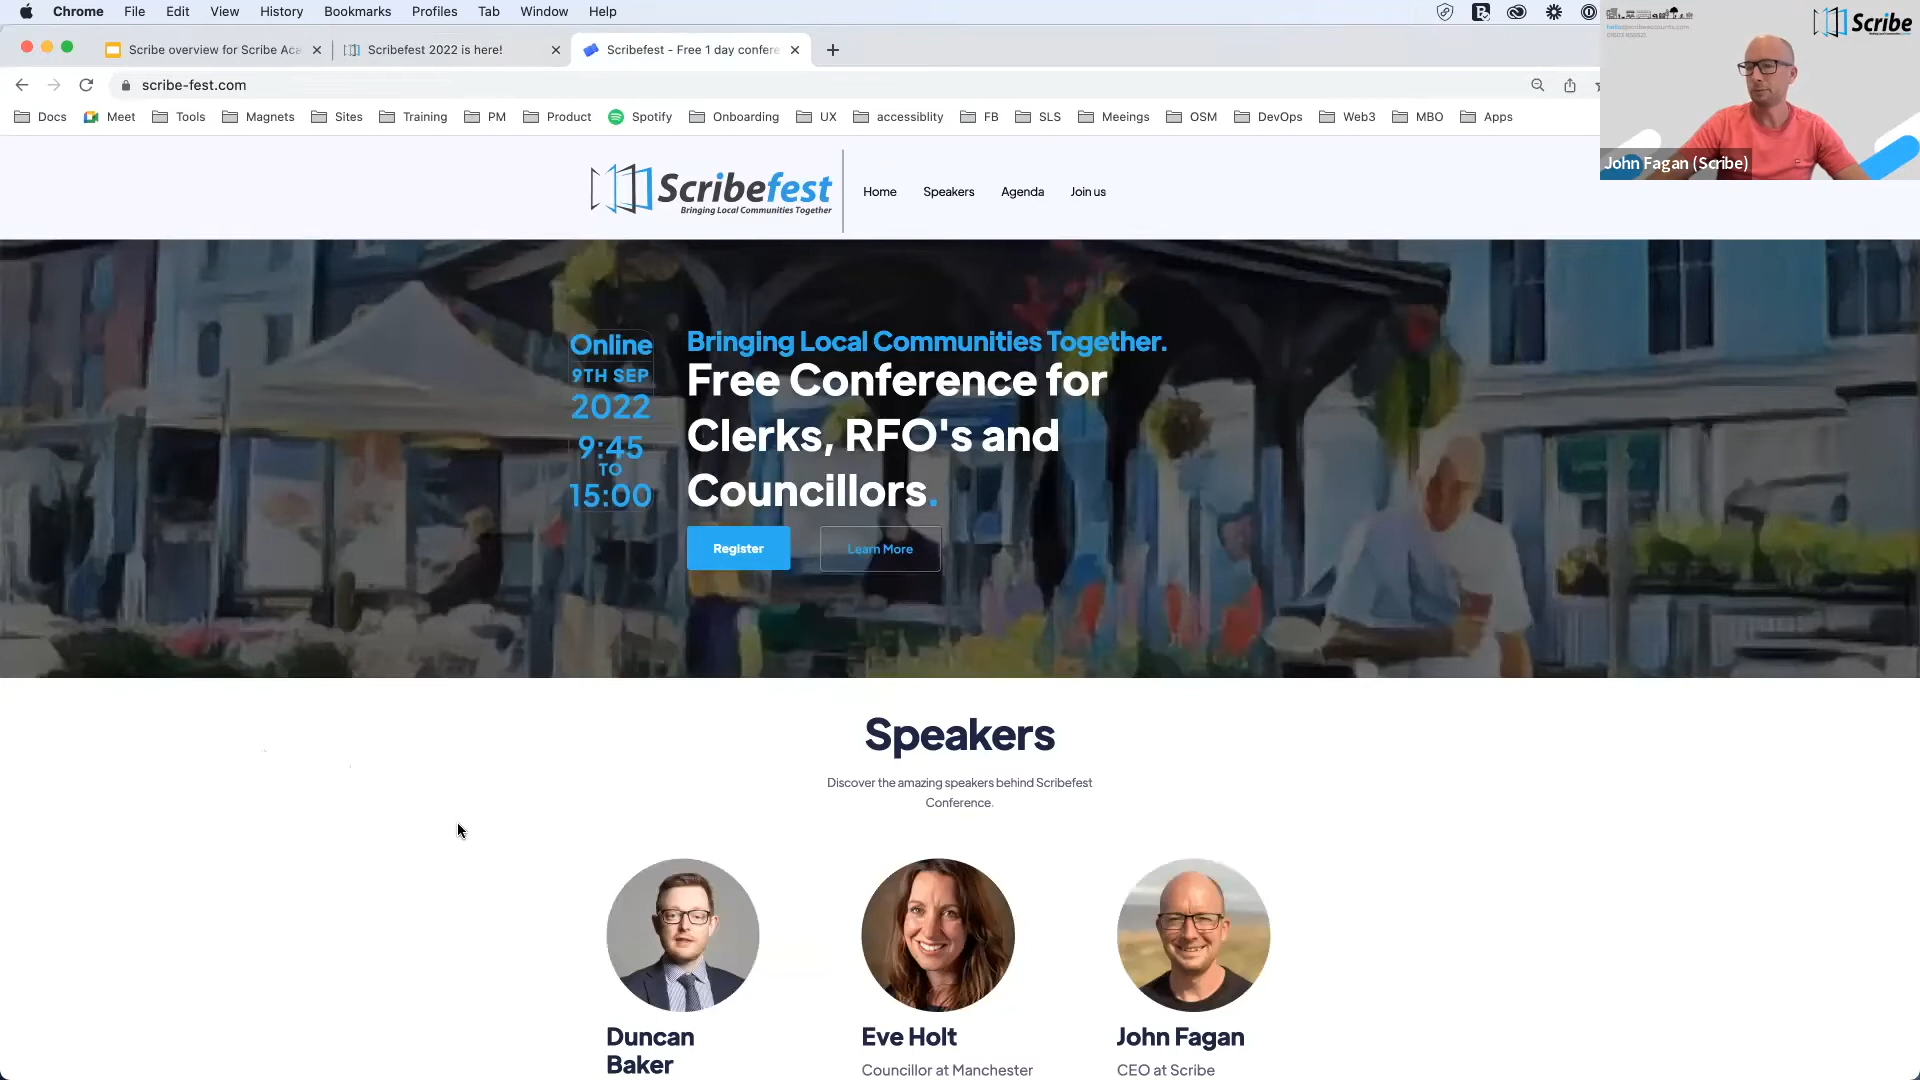 Chrome File Edit View History Bookmarks Profiles Tab Window Help
Scribe overview for Scribe Aca
Scribefest 2022 is here!
Scribefest - Free 1 day confere
scribe-fest.com
Docs Meet Tools Magnets Sites Training PM Product Spotify Onboarding UX accessiblity FB SLS Meeings OSM DevOps Web3 MBO Apps
Scribe
John Fagan (Scribe)
Scribefest
Bringing Local Communities Together
Home Speakers Agenda Join us
Online
9TH SEP
2022
9:45
TO
15:00
Bringing Local Communities Together.
Free Conference for
Clerks, RFO's and
Councillors.
Register
Learn More
Speakers
Discover the amazing speakers behind Scribefest
Conference.
Duncan
Baker
Eve Holt
Councillor at Manchester
John Fagan
CEO at Scribe